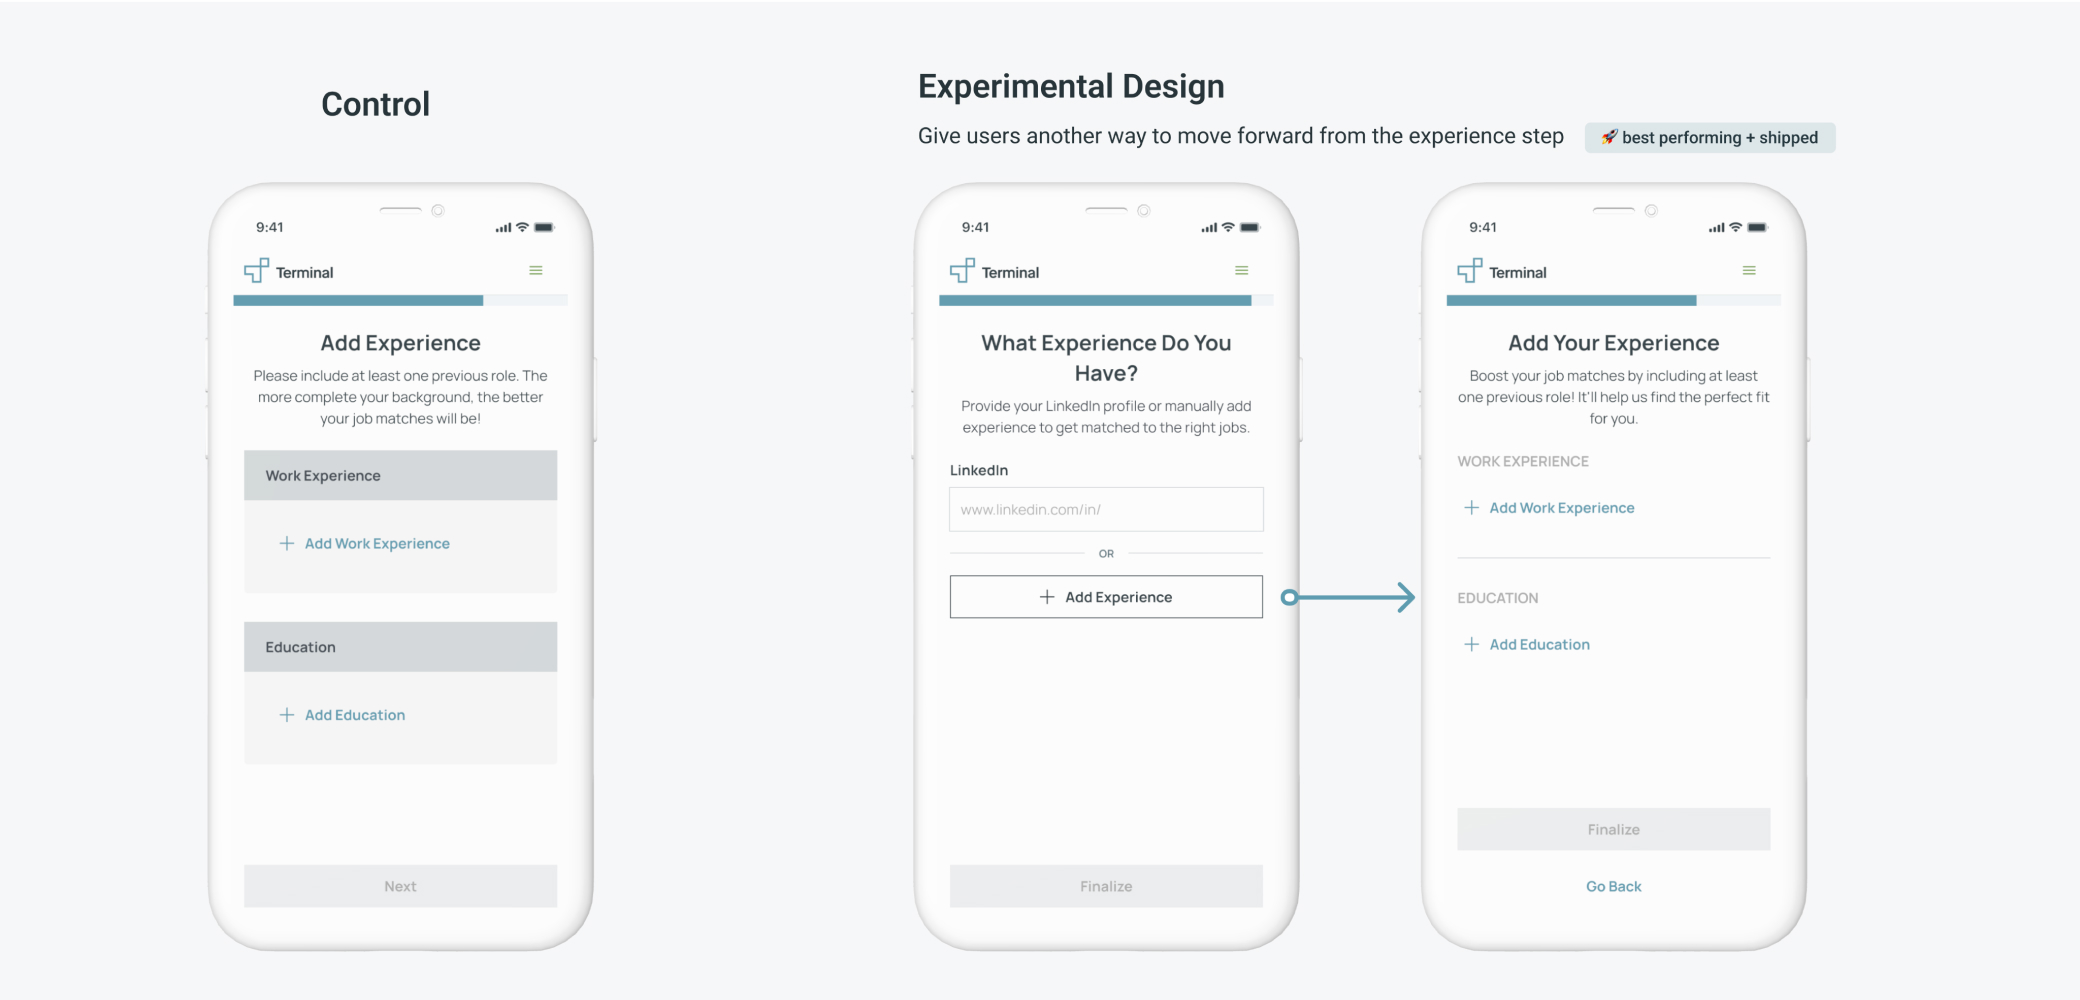 Control
Experimental Design
Give users another way to move forward from the experience step
🚀 best performing + shipped
9:41
Terminal
Add Experience
Please include at least one previous role. The
more complete your background, the better
your job matches will be!
Work Experience
+ Add Work Experience
Education
+ Add Education
Next
9:41
Terminal
What Experience Do You
Have?
Provide your LinkedIn profile or manually add
experience to get matched to the right jobs.
LinkedIn
www.linkedin.com/in/
OR
+ Add Experience
Finalize
9:41
Terminal
Add Your Experience
Boost your job matches by including at least
one previous role! It'll help us find the perfect fit
for you.
WORK EXPERIENCE
+ Add Work Experience
EDUCATION
+ Add Education
Finalize
Go Back